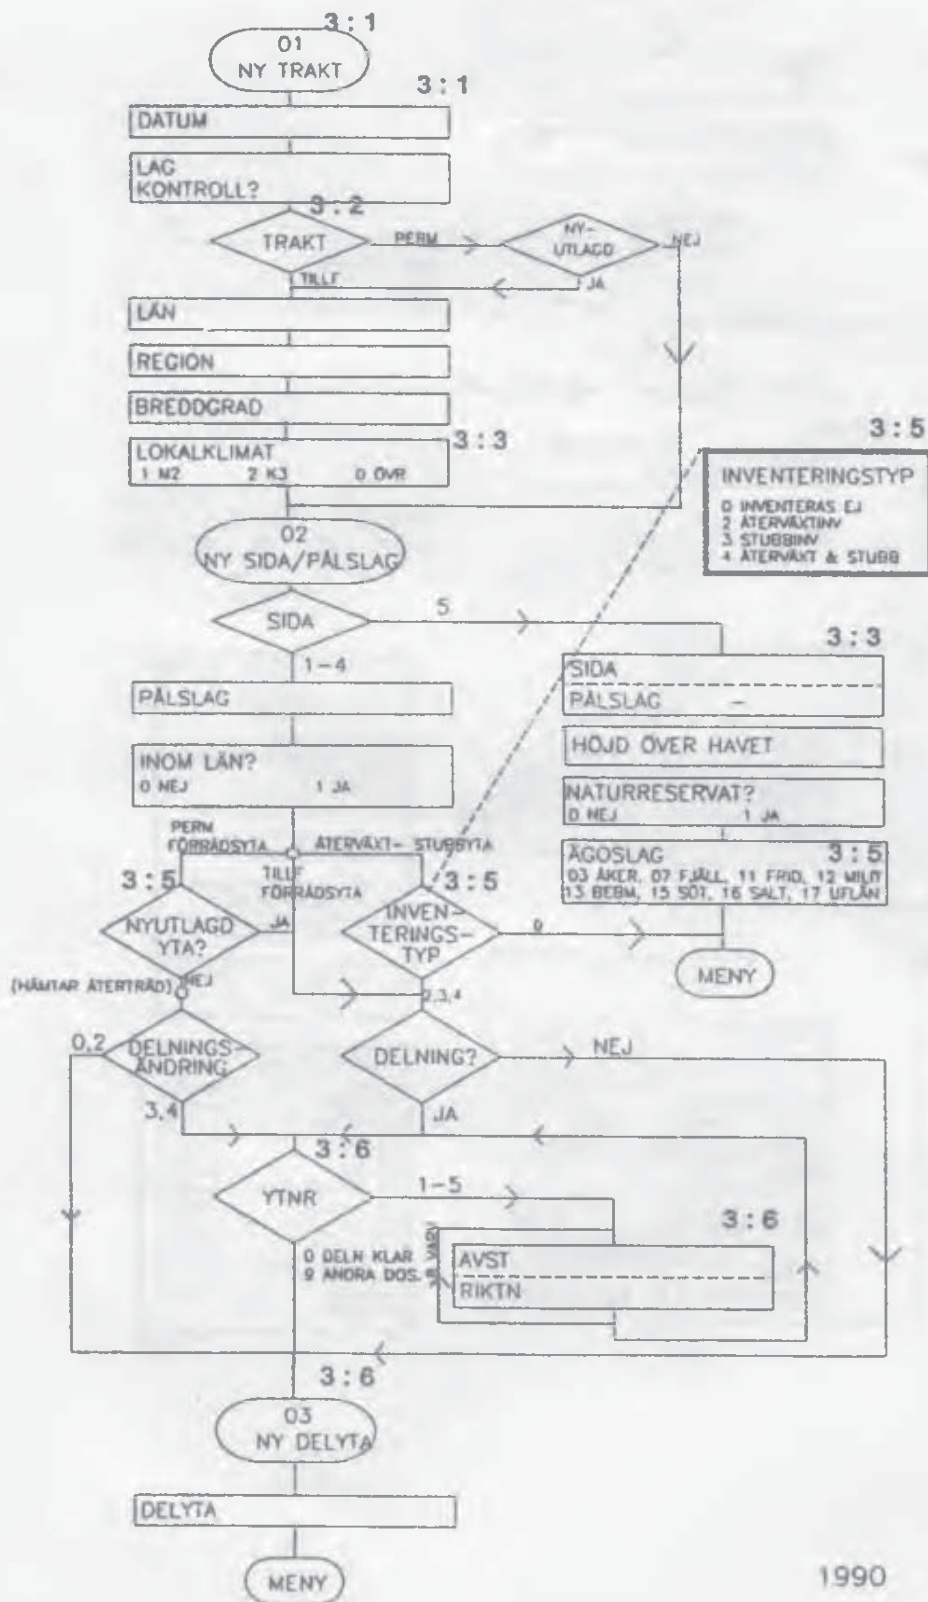 3:1
01
NY TRAKT
3:1
DATUM
LAG
KONTROLL?
3:2
TRAKT
PERM
NY-
UTLAGD
NEJ
TILLF
JA
LÄN
REGION
BREDDGRAD
3:3
LOKALKLIMAT
1 M2 2 K3 0 ÖVR
3:5
INVENTERINGSTYP
0 INVENTERAS EJ
2 ÅTERVÄXTINV
3 STUBBINV
4 ÅTERVÄXT & STUBB
02
NY SIDA/PÅLSLAG
SIDA
5
1-4
3:3
SIDA
PÅLSLAG -
PÅLSLAG
HÖJD ÖVER HAVET
INOM LÄN?
0 NEJ 1 JA
NATURRESERVAT?
0 NEJ 1 JA
PERM
FÖRRÅDSYTA
ÅTERVÄXT- STUBBYTA
TILLF
FÖRRÅDSYTA
ÄGOSLAG 3:5
03 ÅKER, 07 FJÄLL, 11 FRID, 12 MILIT
13 BEBM, 15 SÖT, 16 SALT, 17 UTLÄN
3:5
NYUTLAGD
YTA?
JA
NEJ
3:5
INVEN-
TERINGS-
TYP
0
MENY
(HÄMTAR ÅTERTRÄD)
2,3,4
0,2
DELNINGS-
ÄNDRING
3,4
DELNING?
NEJ
JA
3:6
YTNR
1-5
0 DELN KLAR
9 ÄNDRA DOS.
3:6
AVST
RIKTN
3:6
03
NY DELYTA
DELYTA
MENY
1990